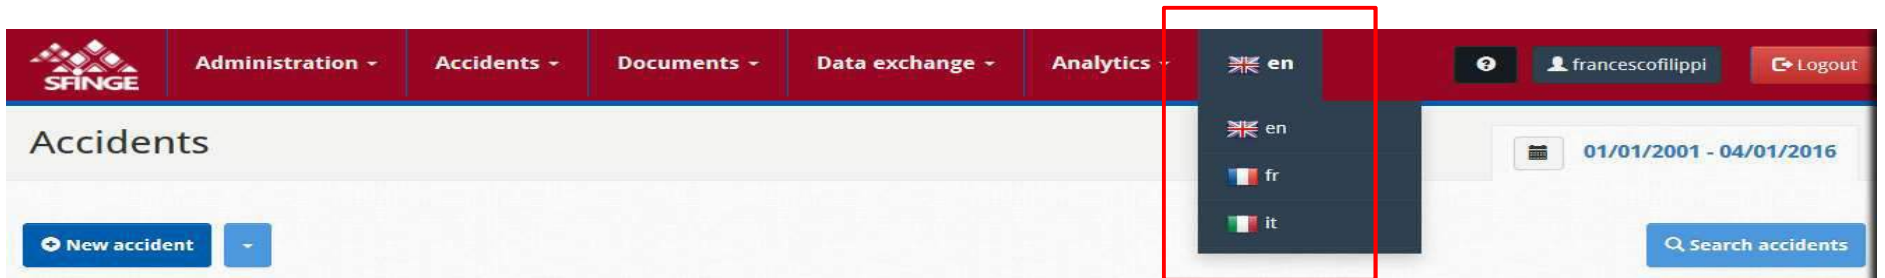 SFINGE
Administration
Accidents
Documents
Data exchange
Analytics
en
francescofilippi
Logout
Accidents
en
01/01/2001 - 04/01/2016
fr
it
New accident
Search accidents